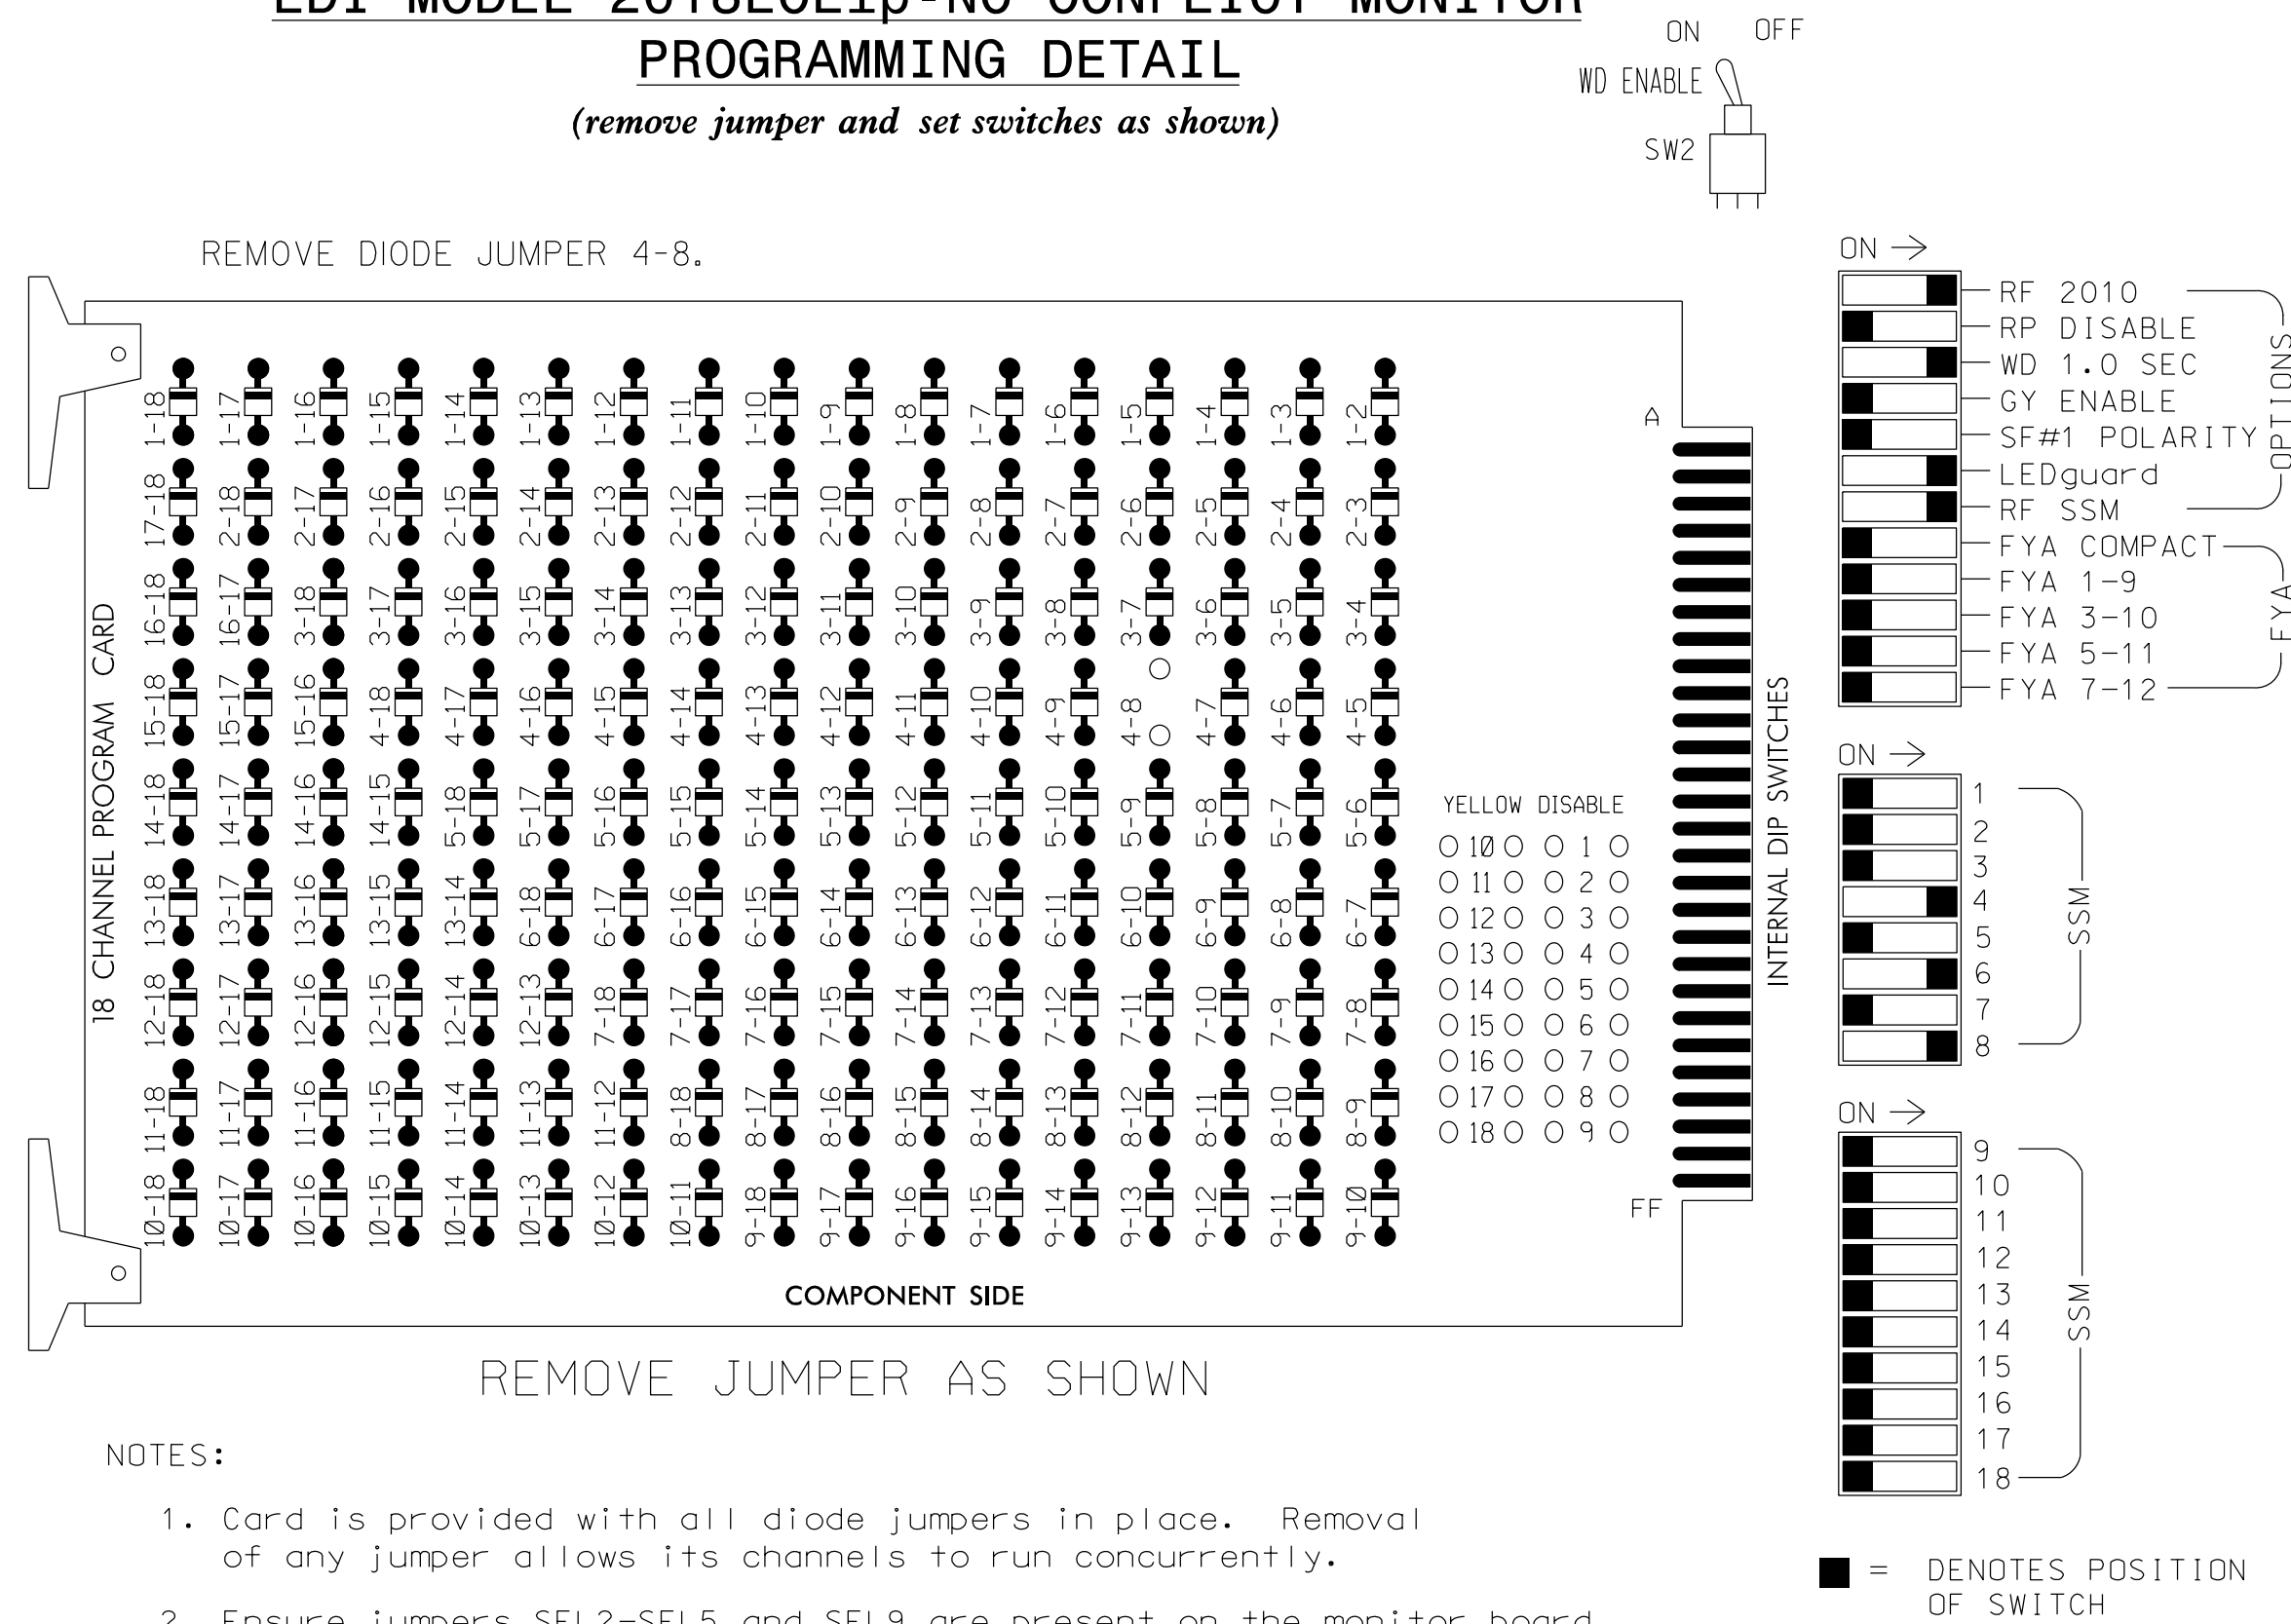 EDI MODEL 2018ECLip-NC CONFLICT MONITOR
PROGRAMMING DETAIL
(remove jumper and set switches as shown)
ON OFF
WD ENABLE
SW2
REMOVE DIODE JUMPER 4-8.
1-18 1-17 1-16 1-15 1-14 1-13 1-12 1-11 1-10 1-9 1-8 1-7 1-6 1-5 1-4 1-3 1-2
17-18 2-18 2-17 2-16 2-15 2-14 2-13 2-12 2-11 2-10 2-9 2-8 2-7 2-6 2-5 2-4 2-3
16-18 16-17 3-18 3-17 3-16 3-15 3-14 3-13 3-12 3-11 3-10 3-9 3-8 3-7 3-6 3-5 3-4
15-18 15-17 15-16 4-18 4-17 4-16 4-15 4-14 4-13 4-12 4-11 4-10 4-9 4-8 4-7 4-6 4-5
14-18 14-17 14-16 14-15 5-18 5-17 5-16 5-15 5-14 5-13 5-12 5-11 5-10 5-9 5-8 5-7 5-6
13-18 13-17 13-16 13-15 13-14 6-18 6-17 6-16 6-15 6-14 6-13 6-12 6-11 6-10 6-9 6-8 6-7
12-18 12-17 12-16 12-15 12-14 12-13 7-18 7-17 7-16 7-15 7-14 7-13 7-12 7-11 7-10 7-9 7-8
11-18 11-17 11-16 11-15 11-14 11-13 11-12 8-18 8-17 8-16 8-15 8-14 8-13 8-12 8-11 8-10 8-9
10-18 10-17 10-16 10-15 10-14 10-13 10-12 10-11 9-18 9-17 9-16 9-15 9-14 9-13 9-12 9-11 9-10
18 CHANNEL PROGRAM CARD
A
YELLOW DISABLE
10 1
11 2
12 3
13 4
14 5
15 6
16 7
17 8
18 9
FF
COMPONENT SIDE
REMOVE JUMPER AS SHOWN
INTERNAL DIP SWITCHES
ON
RF 2010
RP DISABLE
WD 1.0 SEC
GY ENABLE
SF#1 POLARITY
LEDguard
RF SSM
OPTIONS
FYA COMPACT
FYA 1-9
FYA 3-10
FYA 5-11
FYA 7-12
FYA
ON
1
2
3
4
5
6
7
8
SSM
ON
9
10
11
12
13
14
15
16
17
18
SSM
= DENOTES POSITION
OF SWITCH
NOTES:
1. Card is provided with all diode jumpers in place. Removal
of any jumper allows its channels to run concurrently.
2. Ensure jumpers SEL2-SEL5 and SEL9 are present on the monitor board.